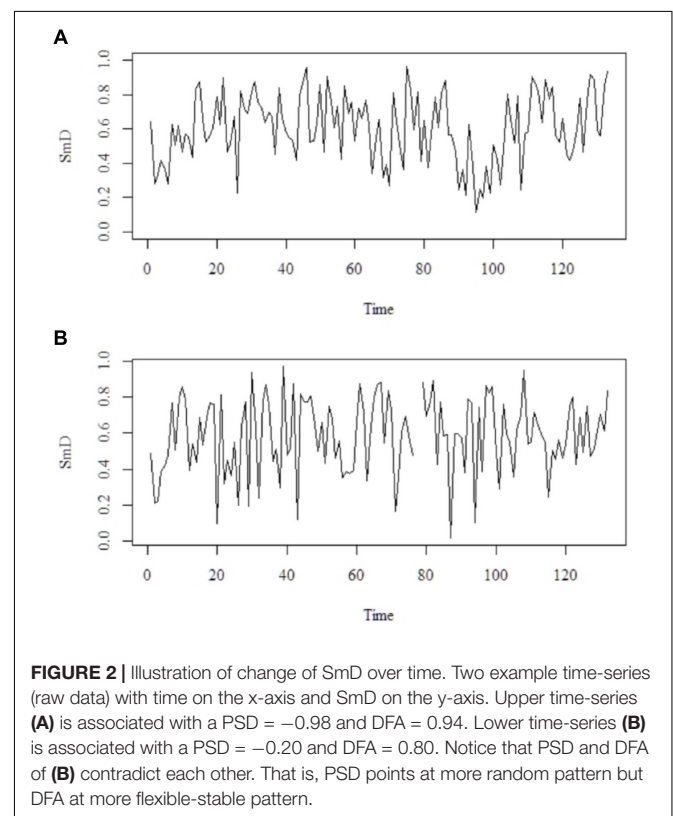 A
SmD
1.0
0.8
0.6
0.4
0.2
0.0
0 20 40 60 80 100 120
Time
B
SmD
1.0
0.8
0.6
0.4
0.2
0.0
0 20 40 60 80 100 120
Time
FIGURE 2 | Illustration of change of SmD over time. Two example time-series
(raw data) with time on the x-axis and SmD on the y-axis. Upper time-series
(A) is associated with a PSD = −0.98 and DFA = 0.94. Lower time-series (B)
is associated with a PSD = −0.20 and DFA = 0.80. Notice that PSD and DFA
of (B) contradict each other. That is, PSD points at more random pattern but
DFA at more flexible-stable pattern.